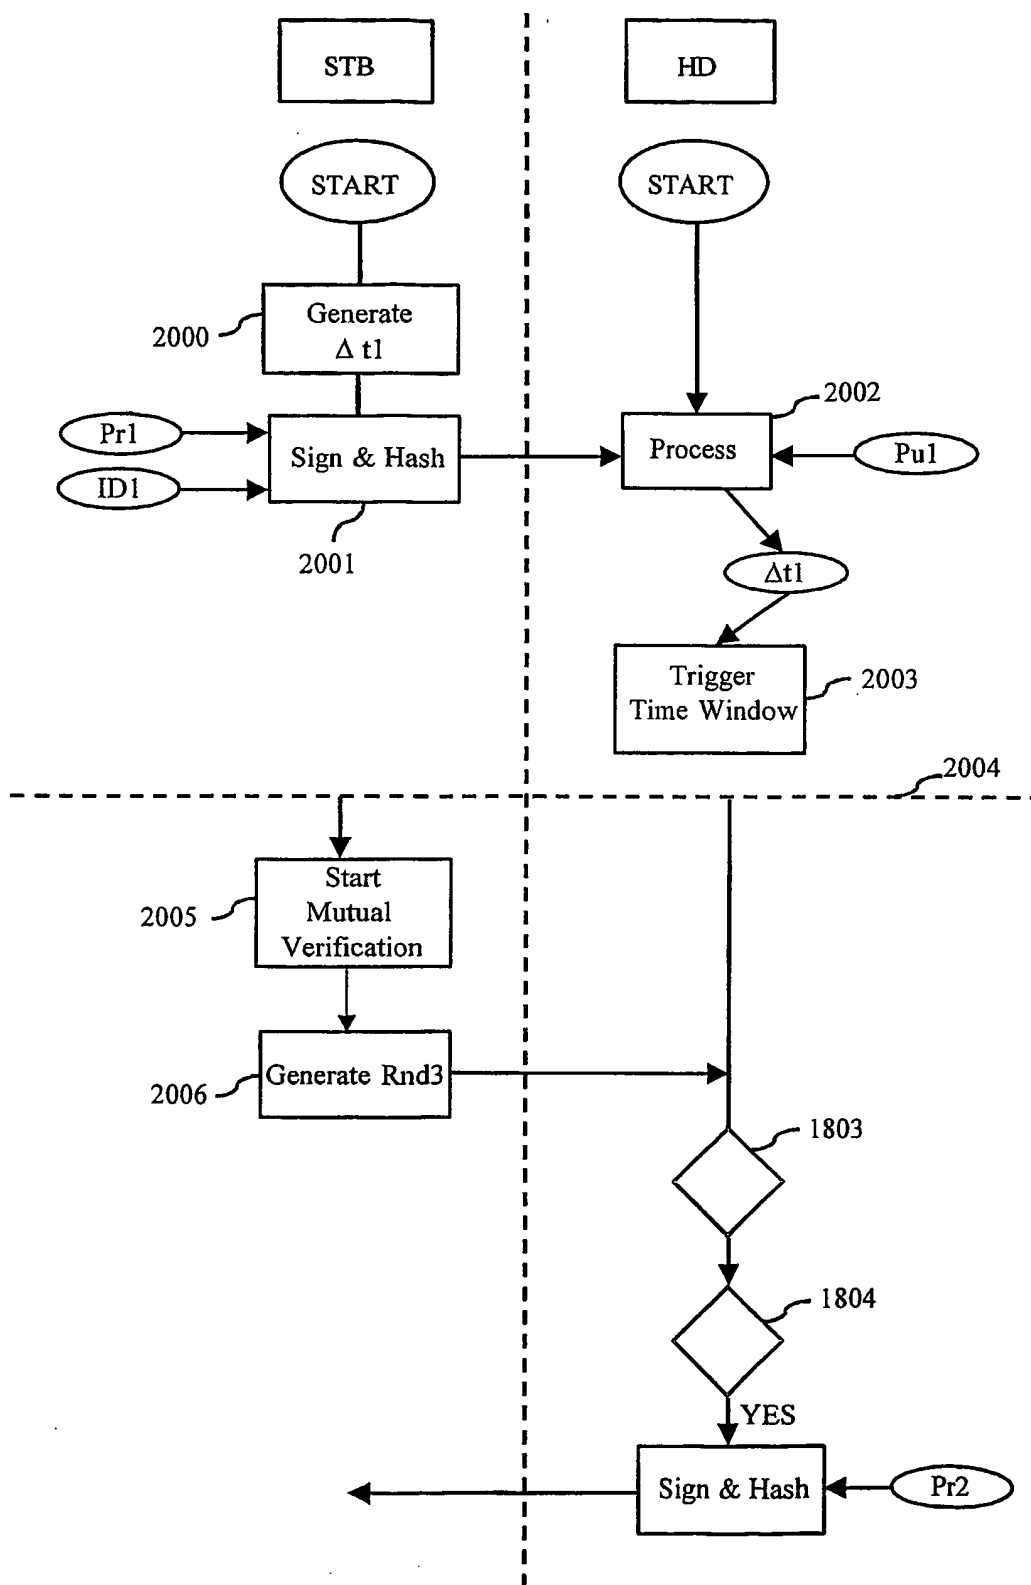 STB
HD
START
START
2000
Generate
Δ t1
2002
Pr1
Sign & Hash
Process
Pu1
ID1
2001
Δt1
Trigger
Time Window
2003
2004
Start
Mutual
Verification
2005
Generate Rnd3
2006
1803
1804
YES
Sign & Hash
Pr2